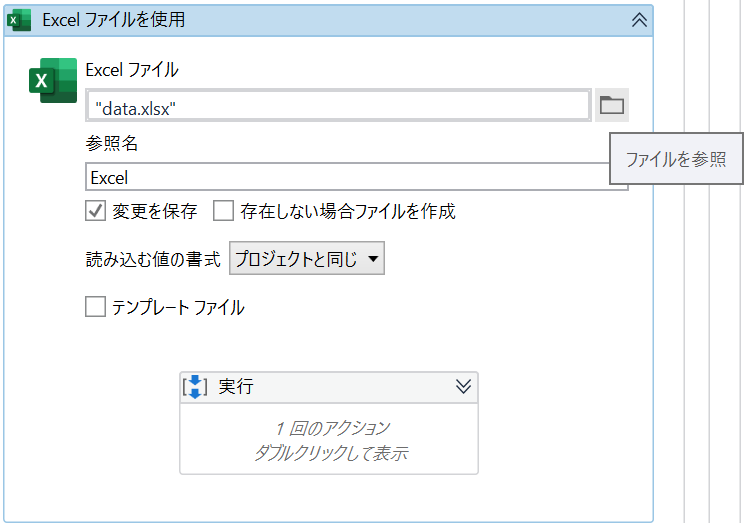 Excel ファイルを使用
Excel ファイル
"data.xlsx"
参照名
ファイルを参照
Excel
変更を保存 存在しない場合ファイルを作成
読み込む値の書式 プロジェクトと同じ
テンプレート ファイル
実行
1 回のアクション
ダブルクリックして表示